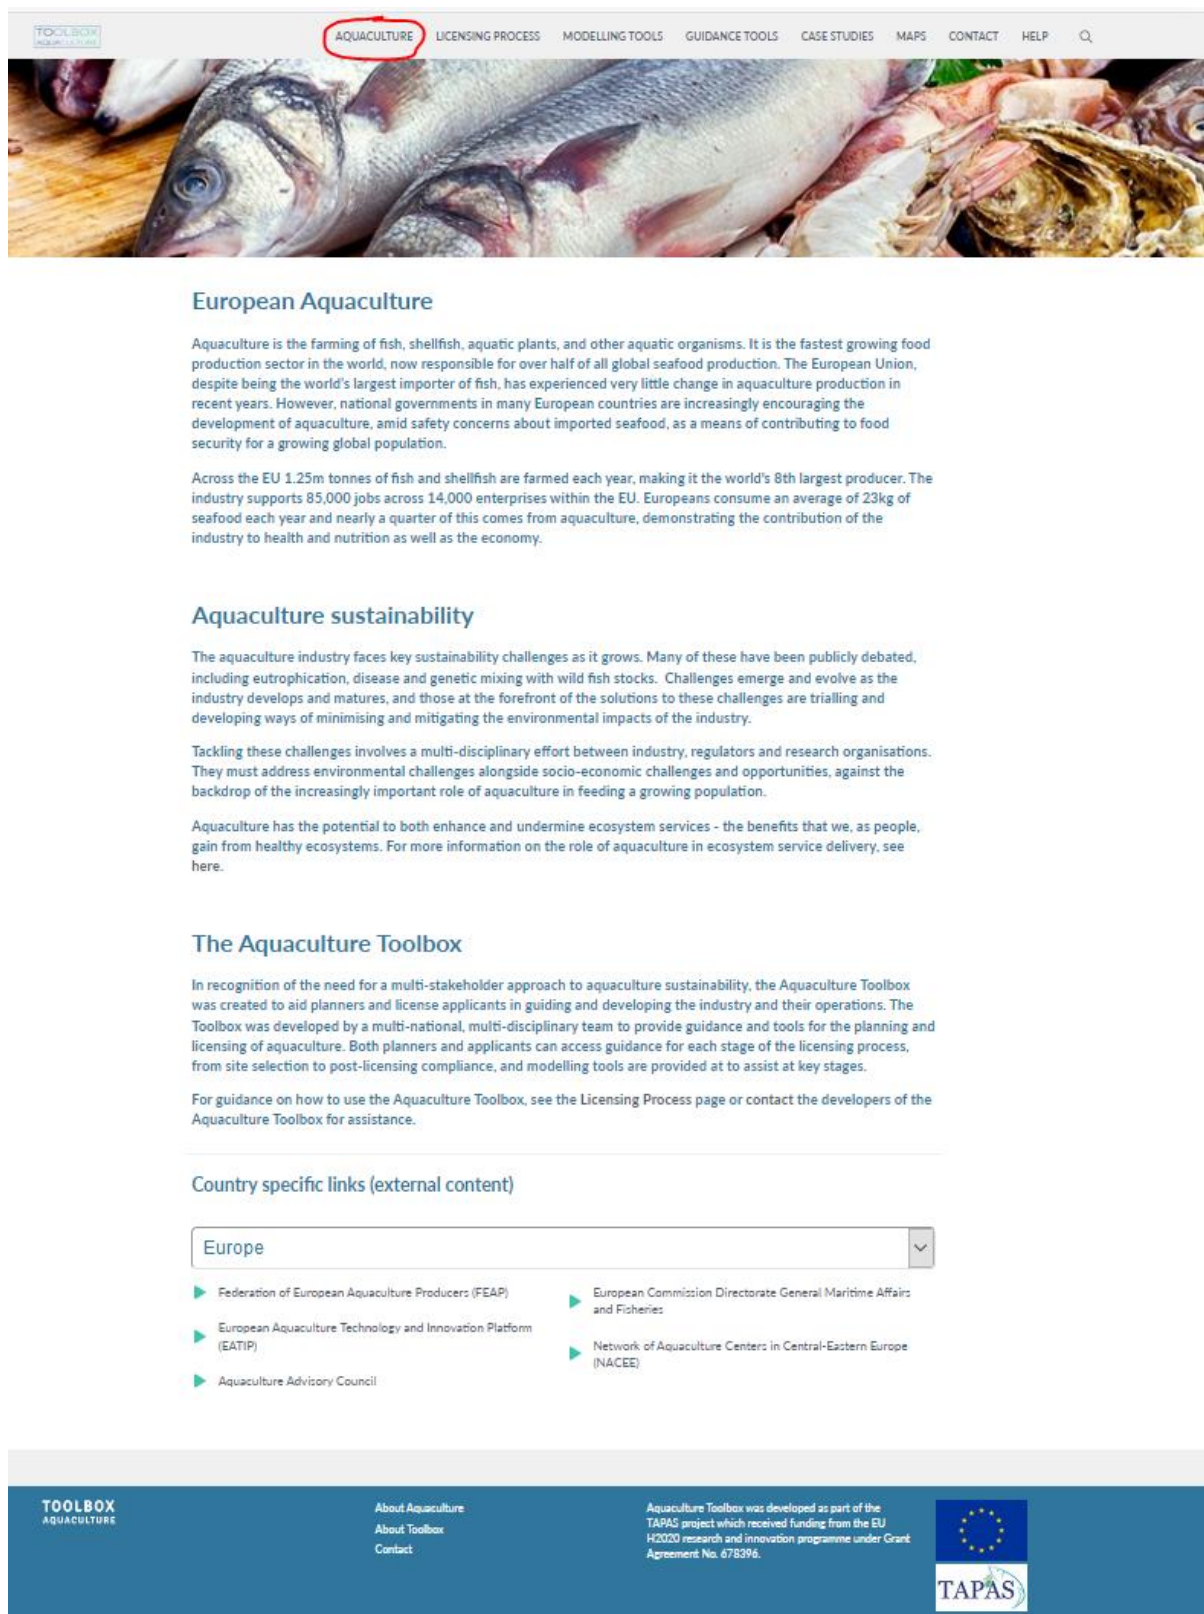 TOOLBOX
AQUACULTURE
AQUACULTURE LICENSING PROCESS MODELLING TOOLS GUIDANCE TOOLS CASE STUDIES MAPS CONTACT HELP
European Aquaculture
Aquaculture is the farming of fish, shellfish, aquatic plants, and other aquatic organisms. It is the fastest growing food
production sector in the world, now responsible for over half of all global seafood production. The European Union,
despite being the world's largest importer of fish, has experienced very little change in aquaculture production in
recent years. However, national governments in many European countries are increasingly encouraging the
development of aquaculture, amid safety concerns about imported seafood, as a means of contributing to food
security for a growing global population.
Across the EU 1.25m tonnes of fish and shellfish are farmed each year, making it the world's 8th largest producer. The
industry supports 85,000 jobs across 14,000 enterprises within the EU. Europeans consume an average of 23kg of
seafood each year and nearly a quarter of this comes from aquaculture, demonstrating the contribution of the
industry to health and nutrition as well as the economy.
Aquaculture sustainability
The aquaculture industry faces key sustainability challenges as it grows. Many of these have been publicly debated,
including eutrophication, disease and genetic mixing with wild fish stocks. Challenges emerge and evolve as the
industry develops and matures, and those at the forefront of the solutions to these challenges are trialling and
developing ways of minimising and mitigating the environmental impacts of the industry.
Tackling these challenges involves a multi-disciplinary effort between industry, regulators and research organisations.
They must address environmental challenges alongside socio-economic challenges and opportunities, against the
backdrop of the increasingly important role of aquaculture in feeding a growing population.
Aquaculture has the potential to both enhance and undermine ecosystem services - the benefits that we, as people,
gain from healthy ecosystems. For more information on the role of aquaculture in ecosystem service delivery, see
here.
The Aquaculture Toolbox
In recognition of the need for a multi-stakeholder approach to aquaculture sustainability, the Aquaculture Toolbox
was created to aid planners and license applicants in guiding and developing the industry and their operations. The
Toolbox was developed by a multi-national, multi-disciplinary team to provide guidance and tools for the planning and
licensing of aquaculture. Both planners and applicants can access guidance for each stage of the licensing process,
from site selection to post-licensing compliance, and modelling tools are provided at to assist at key stages.
For guidance on how to use the Aquaculture Toolbox, see the Licensing Process page or contact the developers of the
Aquaculture Toolbox for assistance.
Country specific links (external content)
Europe
Federation of European Aquaculture Producers (FEAP)
European Aquaculture Technology and Innovation Platform
(EATIP)
Aquaculture Advisory Council
European Commission Directorate General Maritime Affairs
and Fisheries
Network of Aquaculture Centers in Central-Eastern Europe
(NACEE)
TOOLBOX
AQUACULTURE
About Aquaculture
About Toolbox
Contact
Aquaculture Toolbox was developed as part of the
TAPAS project which received funding from the EU
H2020 research and innovation programme under Grant
Agreement No. 678396.
TAPAS